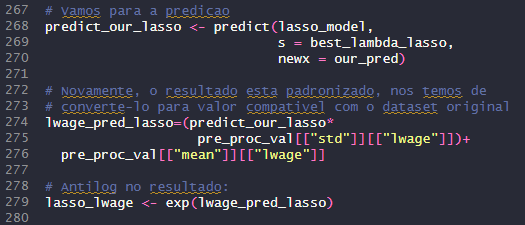 267 # Vamos para a predicao
268 predict_our_lasso <- predict(lasso_model,
269 s = best_lambda_lasso,
270 newx = our_pred)
271
272 # Novamente, o resultado esta padronizado, nos temos de
273 # converte-lo para valor compativel com o dataset original
274 lwage_pred_lasso=(predict_our_lasso*
275 pre_proc_val[["std"]][["lwage"]])+
276 pre_proc_val[["mean"]][["lwage"]]
277
278 # Antilog no resultado:
279 lasso_lwage <- exp(lwage_pred_lasso)
280